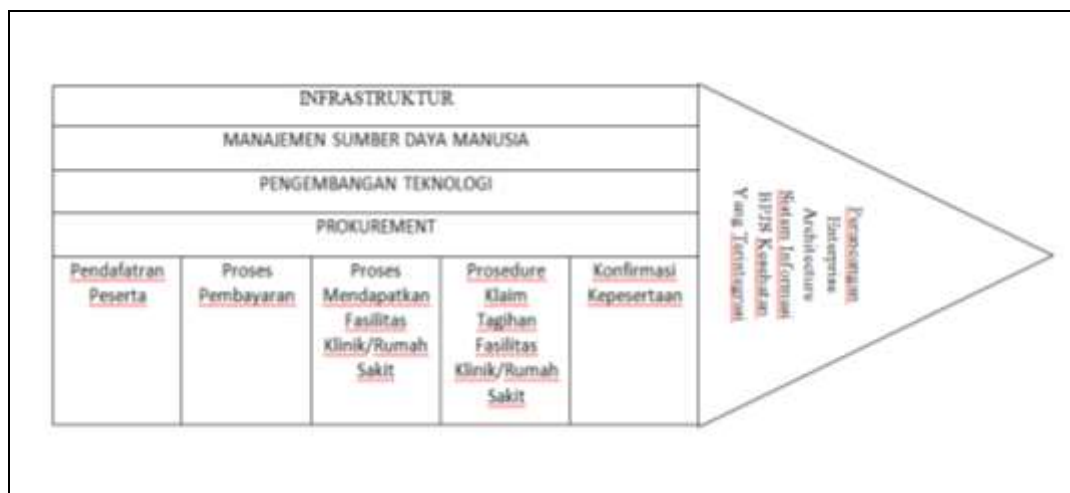 INFRASTRUKTUR
MANAJEMEN SUMBER DAYA MANUSIA
PENGEMBANGAN TEKNOLOGI
PROKUREMENT
Pendafatran
Peserta
Proses
Pembayaran
Proses
Mendapatkan
Fasilitas
Klinik/Rumah
Sakit
Prosedure
Klaim
Tagihan
Fasilitas
Klinik/Rumah
Sakit
Konfirmasi
Kepesertaan
Perancangan
Enterprise
Architecture
Sistem Informasi
BPJS Kesehatan
Yang Terintegrasi